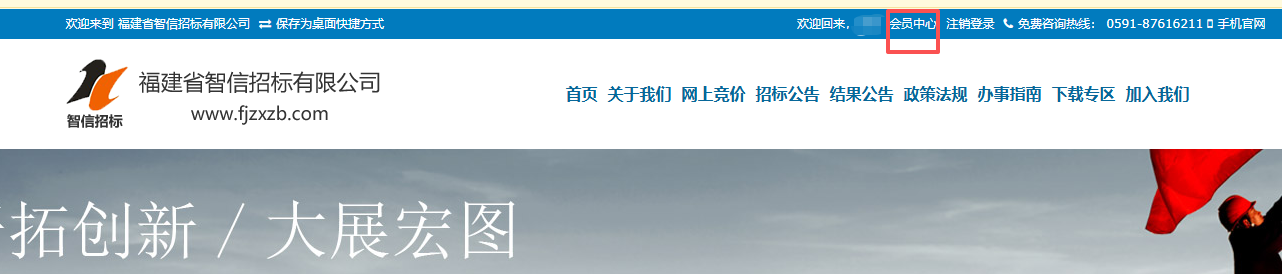 欢迎来到 福建省智信招标有限公司 保存为桌面快捷方式 欢迎回来, 会员中心 注销登录 免费咨询热线: 0591-87616211 手机官网
福建省智信招标有限公司
www.fjzxzb.com
智信招标
首页 关于我们 网上竞价 招标公告 结果公告 政策法规 办事指南 下载专区 加入我们
拓创新 / 大展宏图